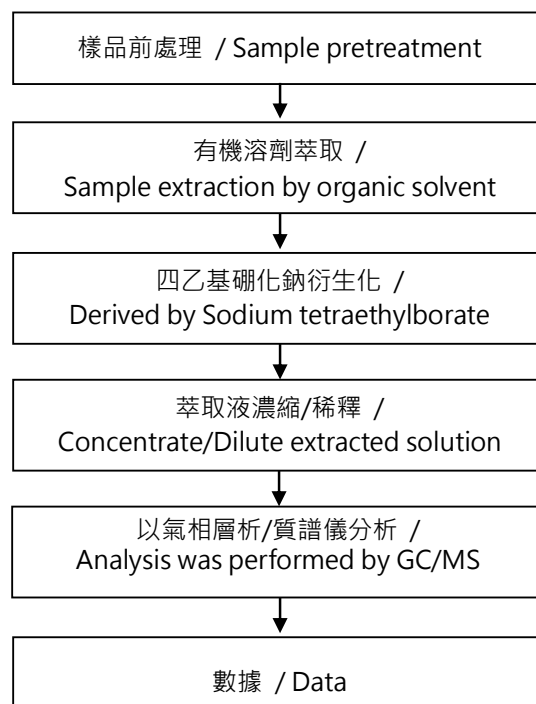 樣品前處理 / Sample pretreatment
有機溶劑萃取 /
Sample extraction by organic solvent
四乙基硼化鈉衍生化 /
Derived by Sodium tetraethylborate
萃取液濃縮/稀釋 /
Concentrate/Dilute extracted solution
以氣相層析/質譜儀分析 /
Analysis was performed by GC/MS
數據 / Data